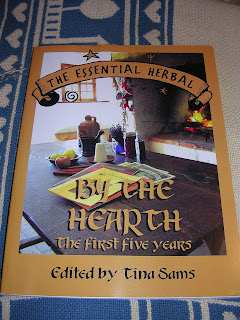 THE ESSENTIAL HERBAL
BY THE
HEARTH
The first five years
Edited by Tina Sams